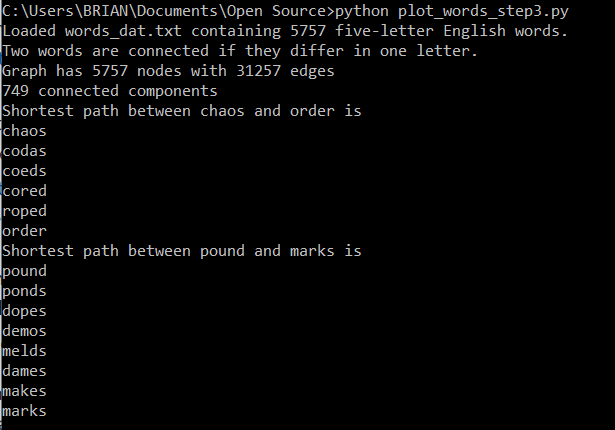 C:\Users\BRIAN\Documents\Open Source>python plot_words_step3.py
Loaded words_dat.txt containing 5757 five-letter English words.
Two words are connected if they differ in one letter.
Graph has 5757 nodes with 31257 edges
749 connected components
Shortest path between chaos and order is
chaos
codas
coeds
cored
roped
order
Shortest path between pound and marks is
pound
ponds
dopes
demos
melds
dames
makes
marks